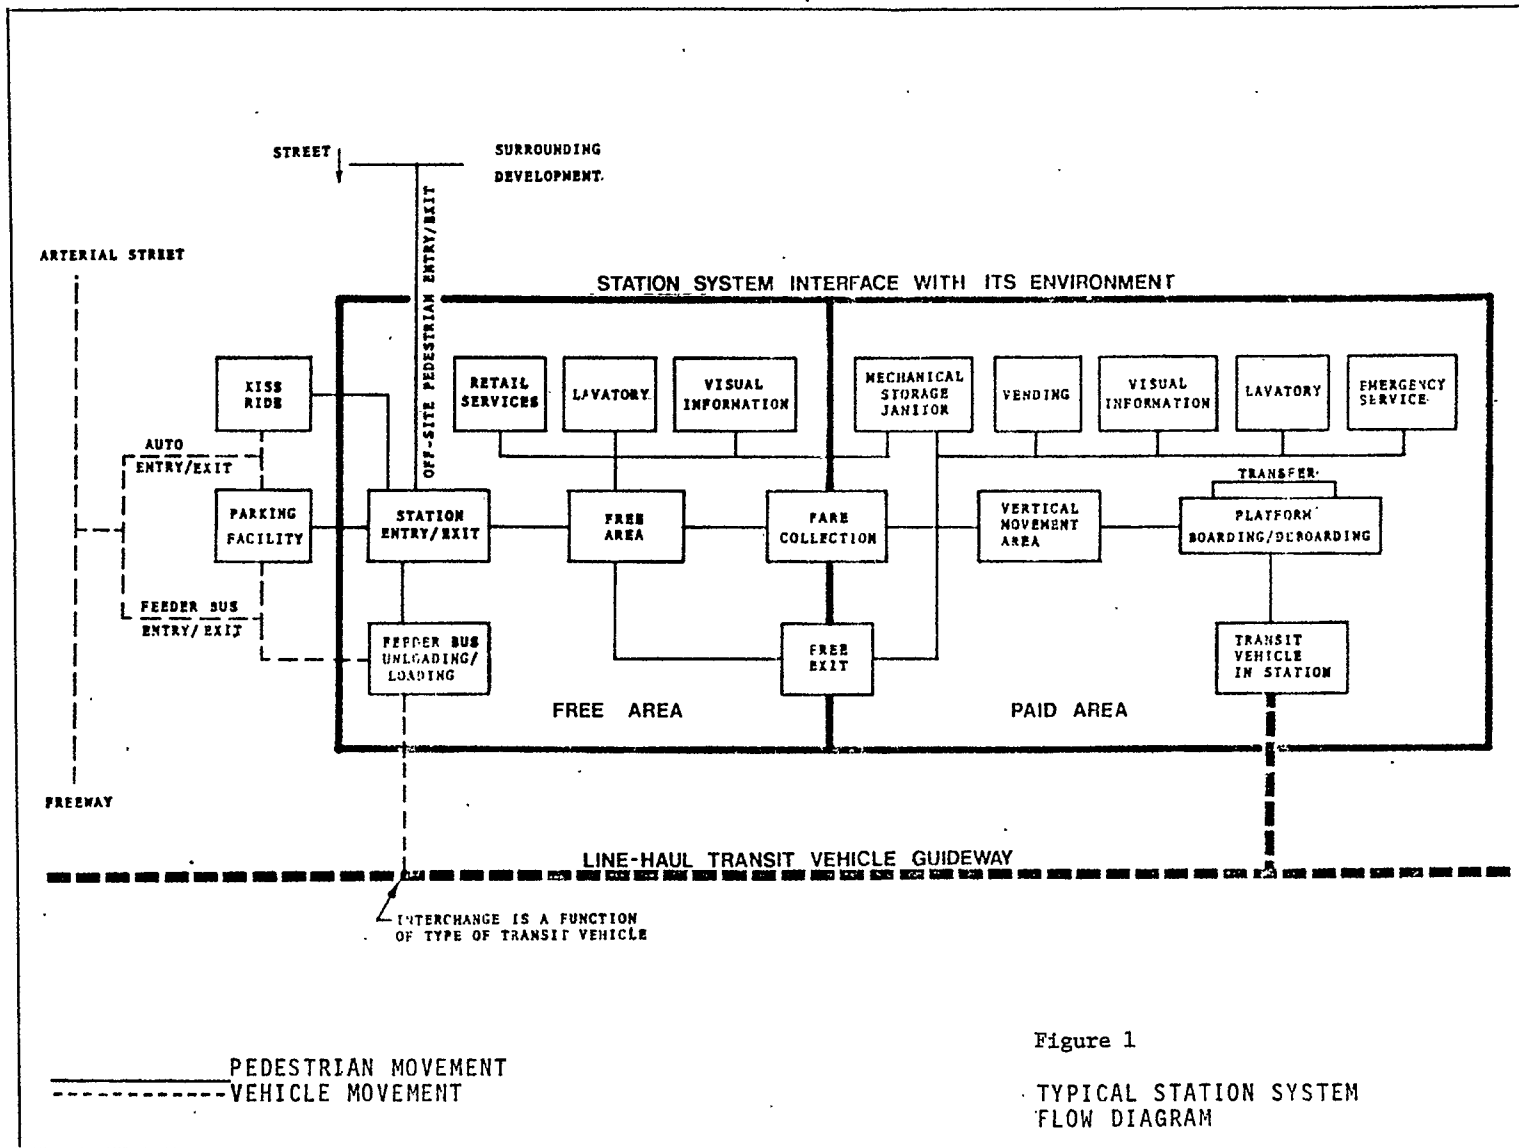 STREET
SURROUNDING
DEVELOPMENT.
OFF-SITE PEDESTRIAN ENTRY/EXIT
ARTERIAL STREET
STATION SYSTEM INTERFACE WITH ITS ENVIRONMENT
KISS
RIDE
RETAIL
SERVICES
LAVATORY
VISUAL
INFORMATION
MECHANICAL
STORAGE
JANITOR
VENDING
VISUAL
INFORMATION
LAVATORY
EMERGENCY
SERVICE
AUTO
ENTRY/EXIT
TRANSFER
PARKING
FACILITY
STATION
ENTRY/EXIT
FREE
AREA
FARE
COLLECTION
VERTICAL
MOVEMENT
AREA
PLATFORM
BOARDING/DEBOARDING
FEEDER BUS
ENTRY/EXIT
FEEDER BUS
UNLOADING/
LOADING
FREE
EXIT
TRANSIT
VEHICLE
IN STATION
FREE AREA
PAID AREA
FREEWAY
LINE-HAUL TRANSIT VEHICLE GUIDEWAY
INTERCHANGE IS A FUNCTION
OF TYPE OF TRANSIT VEHICLE
PEDESTRIAN MOVEMENT
VEHICLE MOVEMENT
Figure 1
TYPICAL STATION SYSTEM
FLOW DIAGRAM